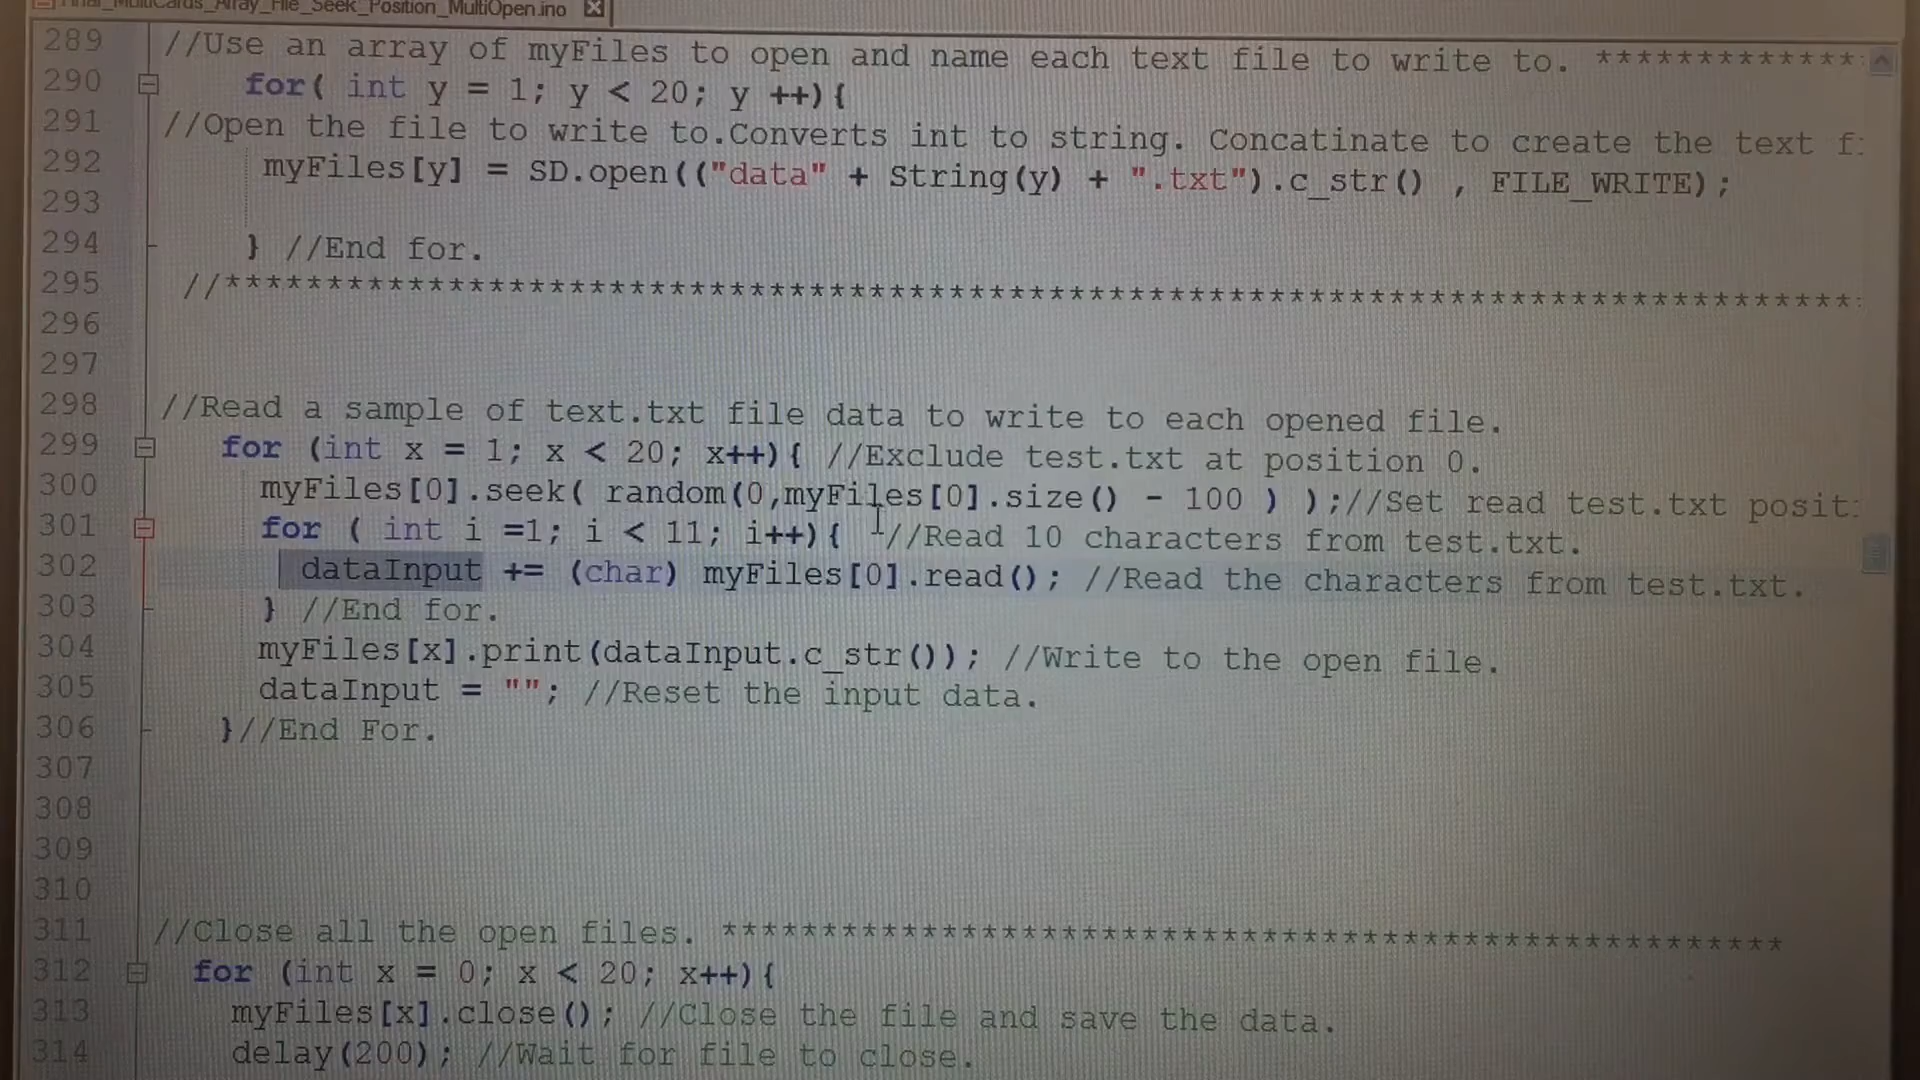 Final_MultiCards_Array_File_Seek_Position_MultiOpen.ino
289 //Use an array of myFiles to open and name each text file to write to. *************
290 for( int y = 1; y < 20; y ++){
291 //Open the file to write to.Converts int to string. Concatinate to create the text f
292 myFiles[y] = SD.open(("data" + String(y) + ".txt").c_str() , FILE_WRITE);
293
294 } //End for.
295 //*********************************************************************************
296
297
298 //Read a sample of text.txt file data to write to each opened file.
299 for (int x = 1; x < 20; x++){ //Exclude test.txt at position 0.
300 myFiles[0].seek( random(0,myFiles[0].size() - 100 ) );//Set read test.txt posit
301 for ( int i =1; i < 11; i++){ //Read 10 characters from test.txt.
302 dataInput += (char) myFiles[0].read(); //Read the characters from test.txt.
303 } //End for.
304 myFiles[x].print(dataInput.c_str()); //Write to the open file.
305 dataInput = ""; //Reset the input data.
306 }//End For.
307
308
309
310
311 //Close all the open files. ****************************************************
312 for (int x = 0; x < 20; x++){
313 myFiles[x].close(); //Close the file and save the data.
314 delay(200); //Wait for file to close.